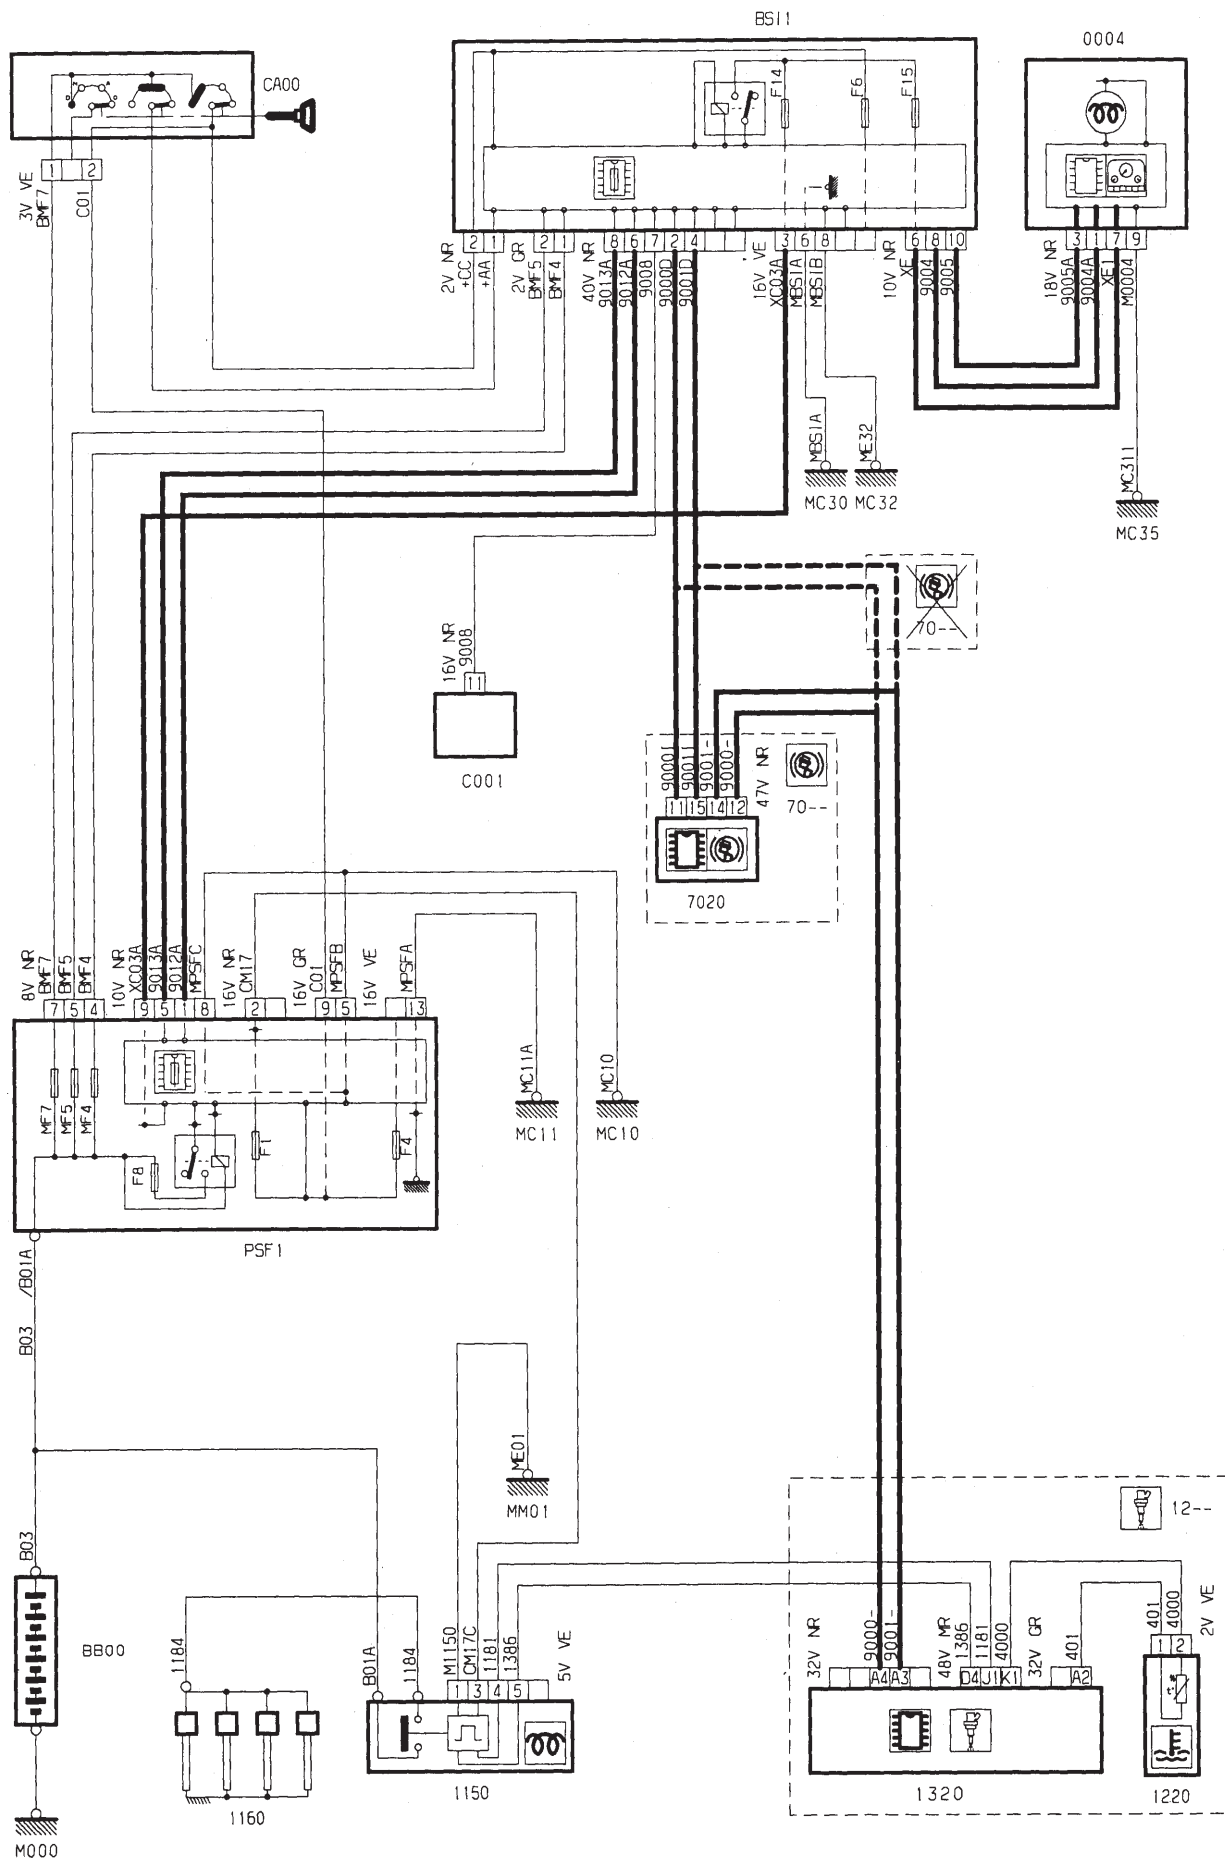 BSI1
0004
CA00
F14
F6
F15
1 2
3V VE
BMF7
C01
2 1 2 1 8 6 7 2 4 3 6 8 6 8 10 3 1 7 9
2V NR
+CC
+AA
2V GR
BMF5
BMF4
40V NR
9013A
9012A
9008
9000D
9001D
16V VE
XC03A
MBS1A
MBS1B
10V NR
XE
9004
9005
18V NR
9005A
9004A
XE1
M0004
MBS1A
ME32
MC311
MC30 MC32
MC35
70--
16V NR
9008
11
C001
9000I
9001I
9001-
9000-
47V NR
70--
11 15 14 12
7020
8V NR
BMF7
BMF5
BMF4
10V NR
XC03A
9013A
9012A
MPSFC
16V NR
CM17
16V GR
C01
MPSFB
16V VE
MPSFA
7 5 4 9 5 1 8 2 9 5 13
MF7
MF5
MF4
F8
F1
F4
MC11A
MC10
MC11 MC10
PSF1
/B01A
B03
ME01
MM01
B03
12--
BB00
1184
B01A
1184
M1150
CM17C
1181
1386
5V VE
1 3 4 5
32V NR
9000-
9001-
48V MR
1386
1181
4000
32V GR
401
401
4000
2V VE
1 2
A4 A3 D4 J1 K1 A2
1160
1150
1320
1220
M000